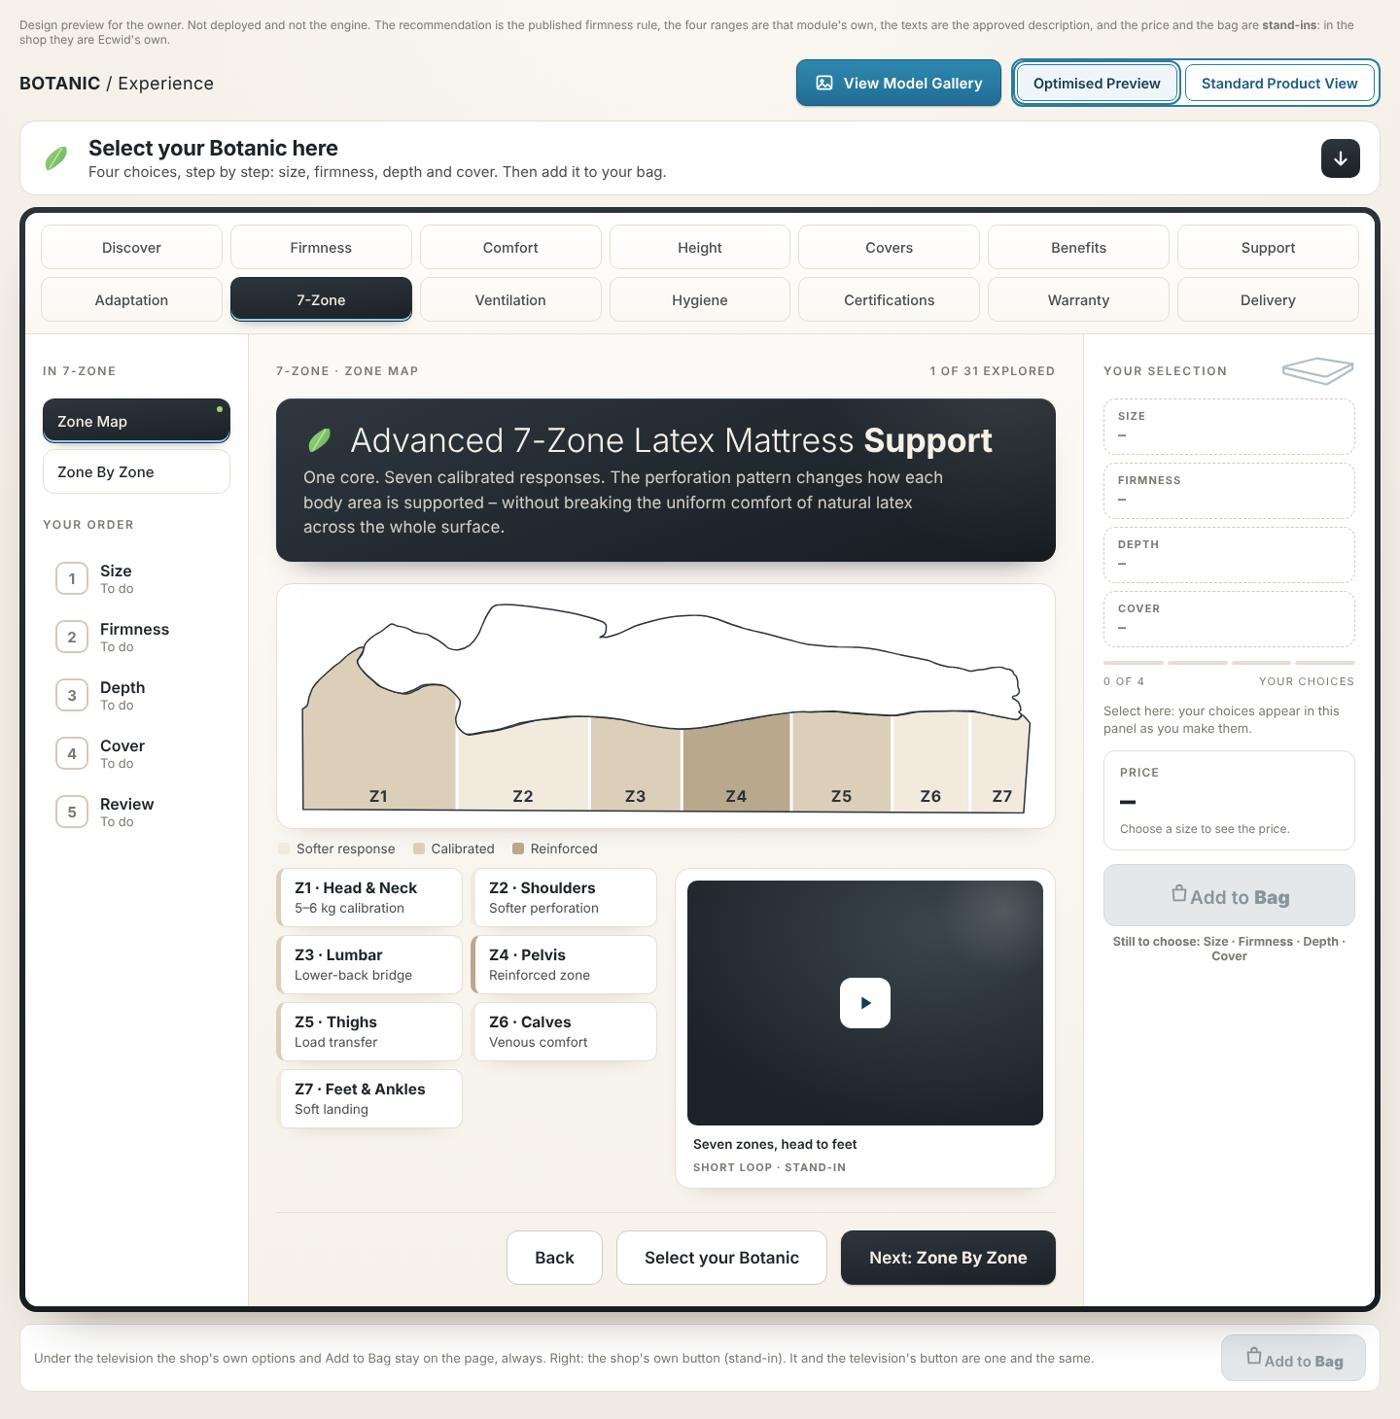 Design preview for the owner. Not deployed and not the engine. The recommendation is the published firmness rule, the four ranges are that module's own, the texts are the approved description, and the price and the bag are stand-ins: in the
shop they are Ecwid's own.
BOTANIC / Experience
View Model Gallery
Optimised Preview
Standard Product View
Select your Botanic here
Four choices, step by step: size, firmness, depth and cover. Then add it to your bag.
Discover
Firmness
Comfort
Height
Covers
Benefits
Support
Adaptation
7-Zone
Ventilation
Hygiene
Certifications
Warranty
Delivery
IN 7-ZONE
Zone Map
Zone By Zone
YOUR ORDER
1
Size
To do
2
Firmness
To do
3
Depth
To do
4
Cover
To do
5
Review
To do
7-ZONE · ZONE MAP
1 OF 31 EXPLORED
Advanced 7-Zone Latex Mattress Support
One core. Seven calibrated responses. The perforation pattern changes how each
body area is supported – without breaking the uniform comfort of natural latex
across the whole surface.
Z1
Z2
Z3
Z4
Z5
Z6
Z7
Softer response
Calibrated
Reinforced
Z1 · Head & Neck
5–6 kg calibration
Z2 · Shoulders
Softer perforation
Z3 · Lumbar
Lower-back bridge
Z4 · Pelvis
Reinforced zone
Z5 · Thighs
Load transfer
Z6 · Calves
Venous comfort
Z7 · Feet & Ankles
Soft landing
Seven zones, head to feet
SHORT LOOP · STAND-IN
Back
Select your Botanic
Next: Zone By Zone
YOUR SELECTION
SIZE
–
FIRMNESS
–
DEPTH
–
COVER
–
0 OF 4
YOUR CHOICES
Select here: your choices appear in this
panel as you make them.
PRICE
–
Choose a size to see the price.
Add to Bag
Still to choose: Size · Firmness · Depth ·
Cover
Under the television the shop's own options and Add to Bag stay on the page, always. Right: the shop's own button (stand-in). It and the television's button are one and the same.
Add to Bag